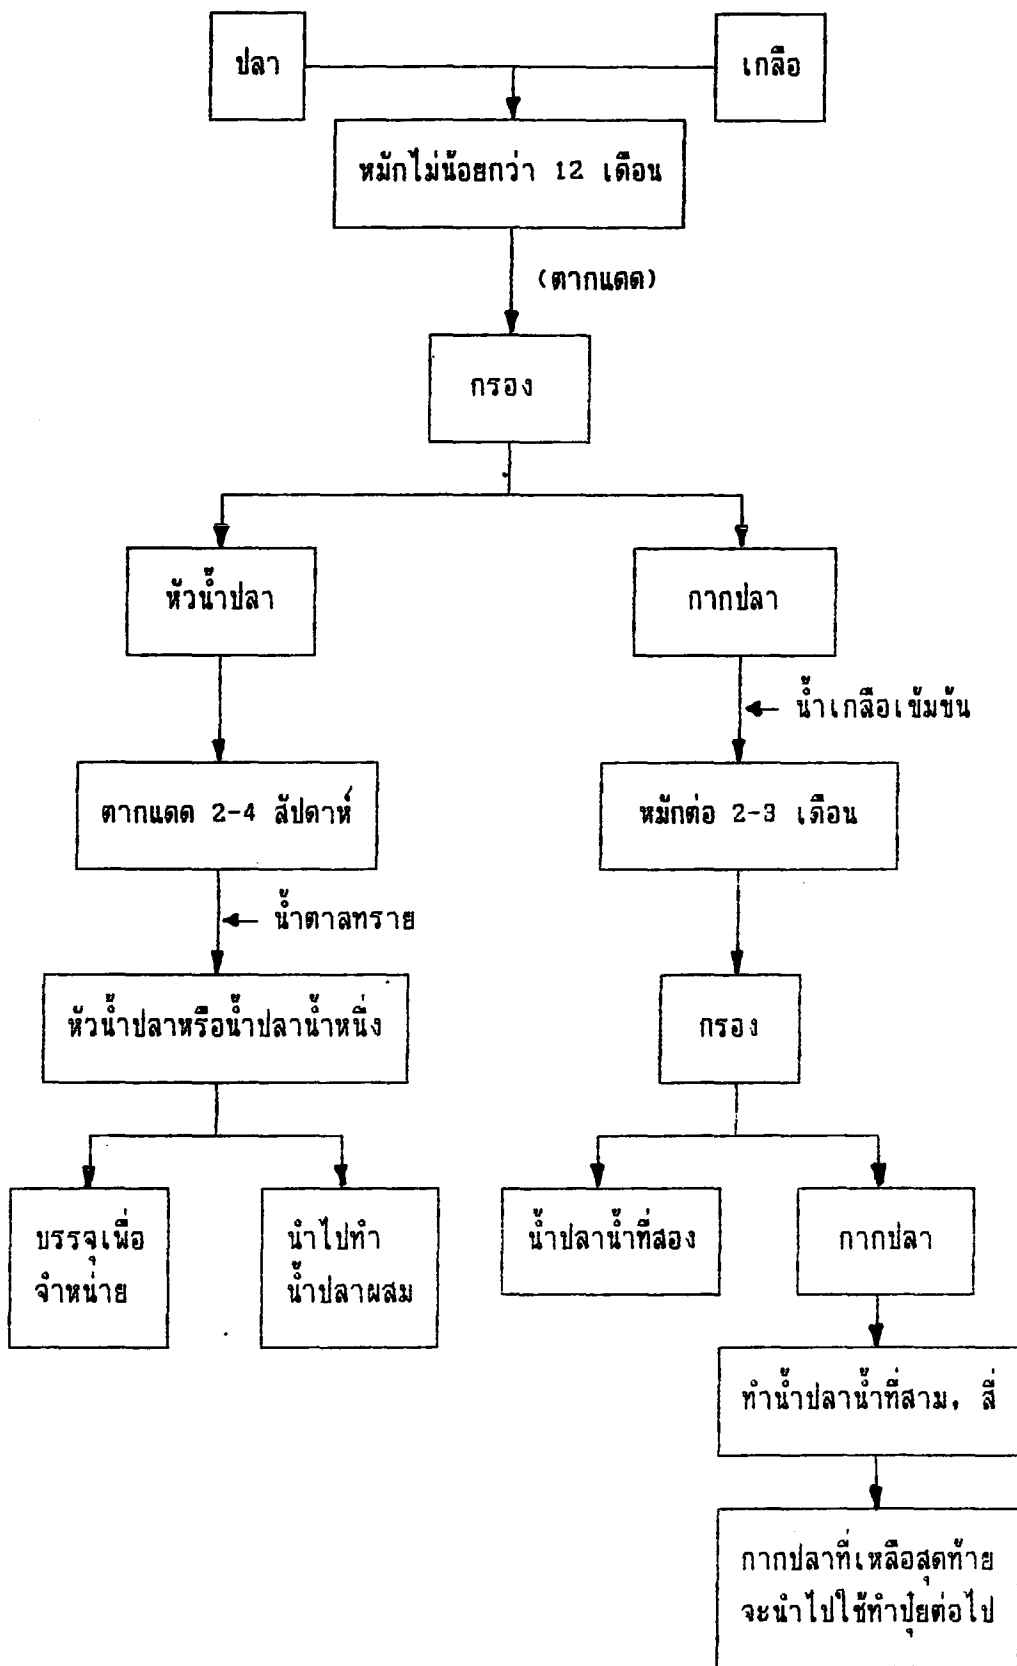 ปลา
เกลือ
หมักไม่น้อยกว่า 12 เดือน
(ตากแดด)
กรอง
หัวน้ำปลา
กากปลา
น้ำเกลือเข้มข้น
ตากแดด 2-4 สัปดาห์
หมักต่อ 2-3 เดือน
น้ำตาลทราย
หัวน้ำปลาหรือน้ำปลาน้ำหนึ่ง
กรอง
บรรจุเพื่อ
จำหน่าย
นำไปทำ
น้ำปลาผสม
น้ำปลาน้ำที่สอง
กากปลา
ทำน้ำปลาน้ำที่สาม, สี่
กากปลาที่เหลือสุดท้าย
จะนำไปใช้ทำปุ๋ยต่อไป